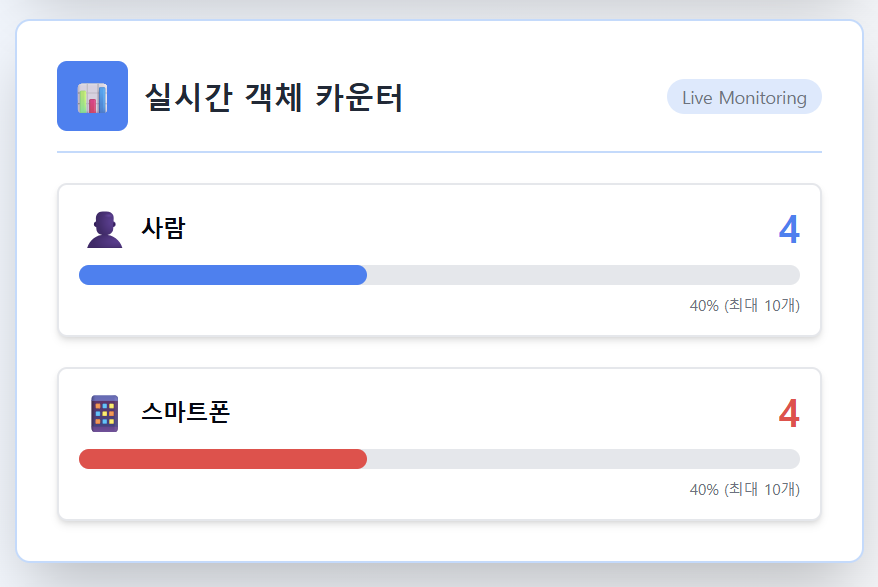 실시간 객체 카운터
Live Monitoring
사람
4
40% (최대 10개)
스마트폰
4
40% (최대 10개)